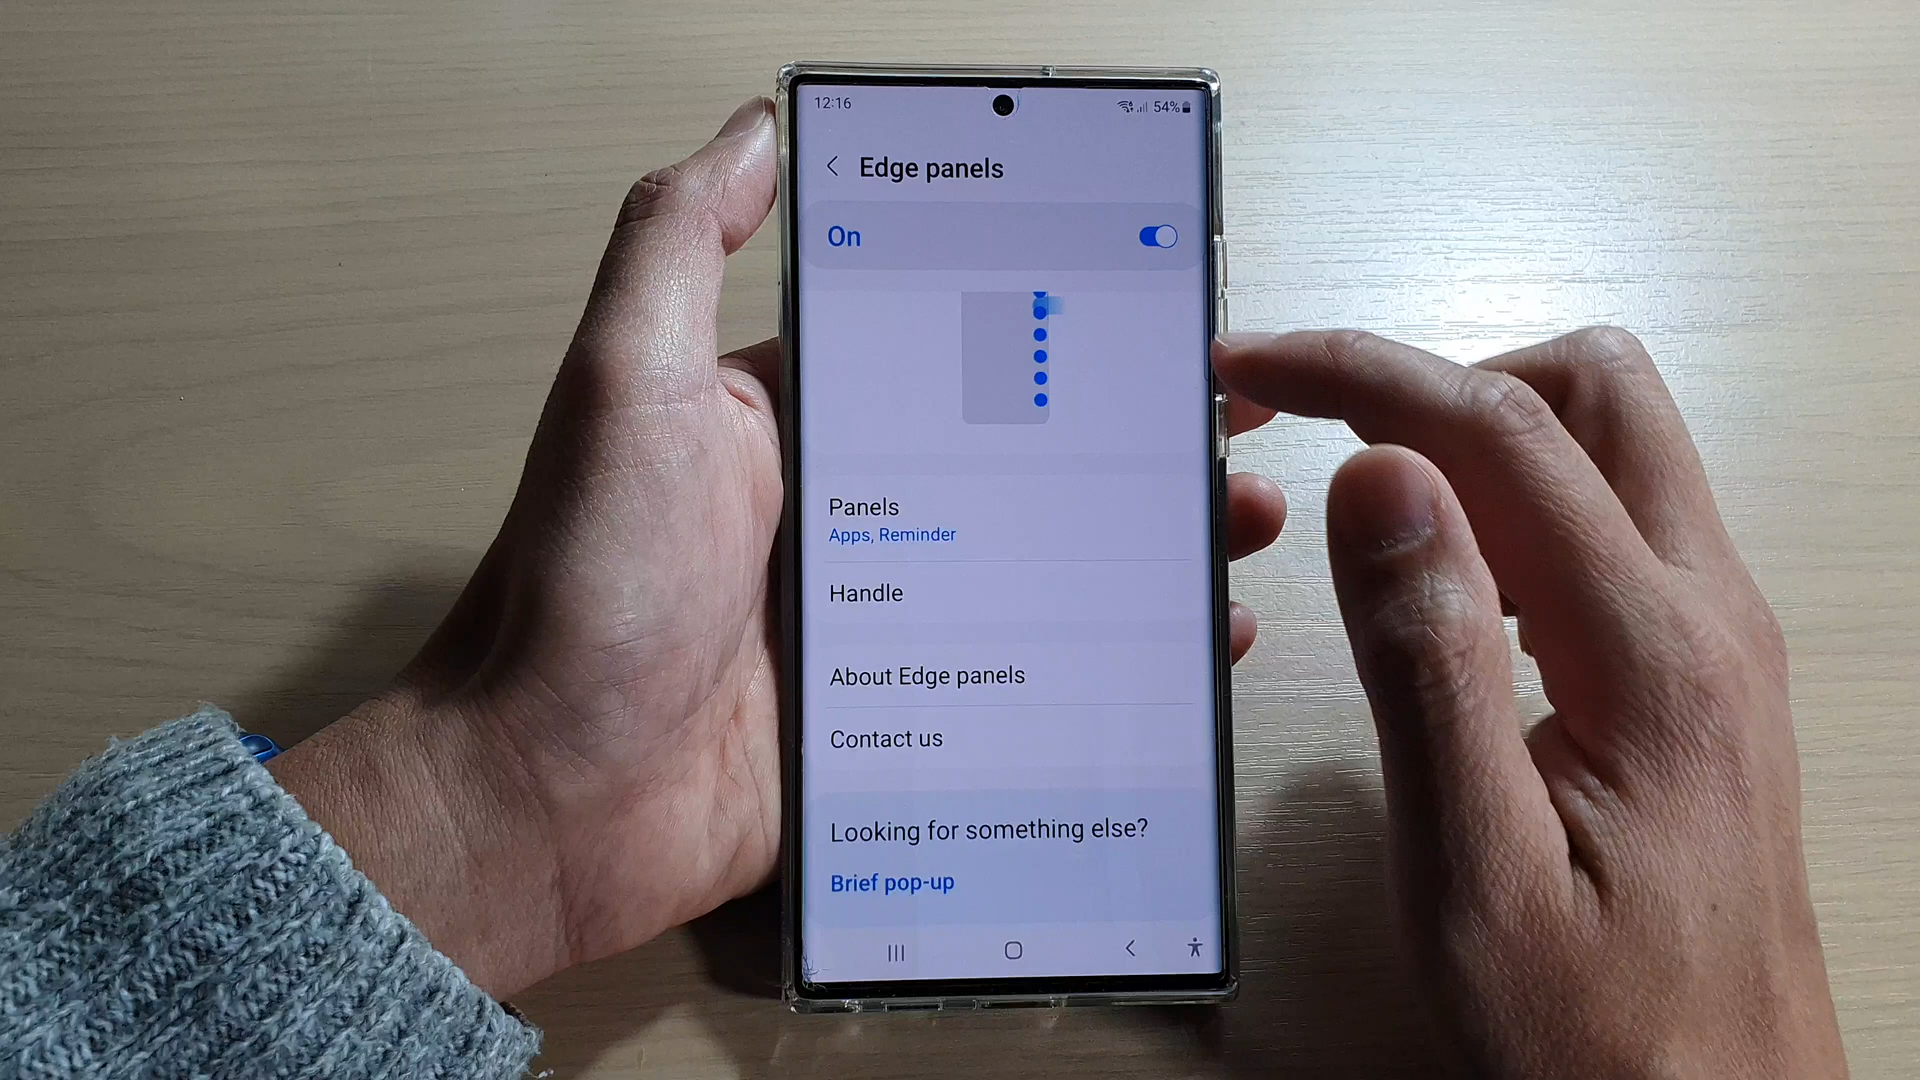 12:16
54%
Edge panels
On
Panels
Apps, Reminder
Handle
About Edge panels
Contact us
Looking for something else?
Brief pop-up